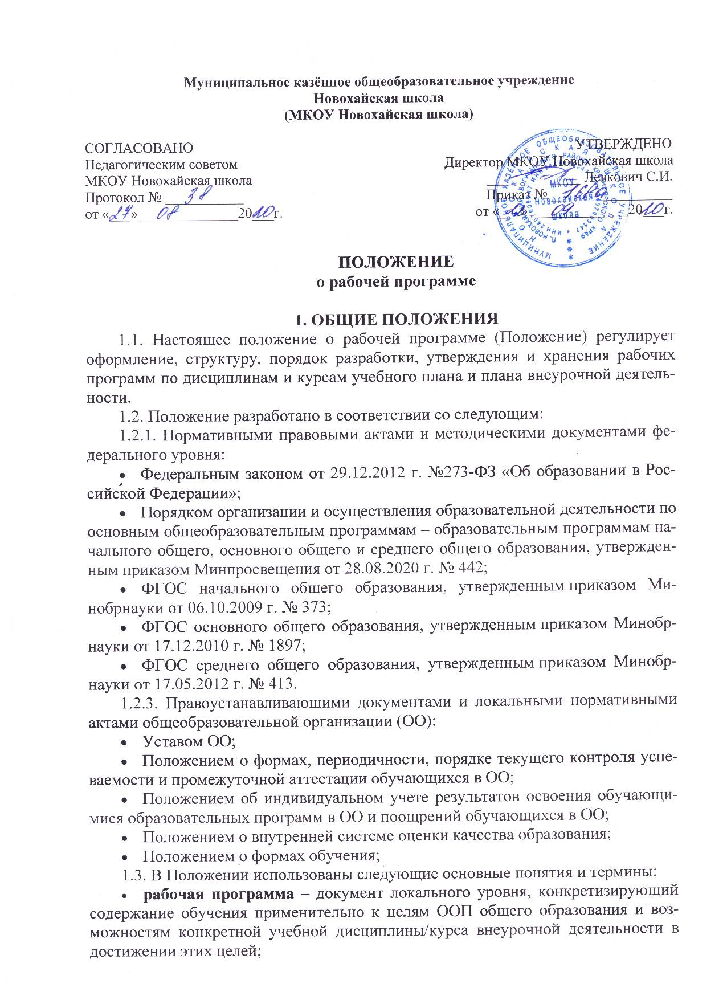 Муниципальное казённое общеобразовательное учреждение
Новохайская школа
(МКОУ Новохайская школа)
СОГЛАСОВАНО
Педагогическим советом
МКОУ Новохайская школа
Протокол № 38
от «27» 08 2020г.
УТВЕРЖДЕНО
Директор МКОУ Новохайская школа
Левкович С.И.
Приказ №
от « » 09 2020г.
МКОУ
Новохайская
школа
ПОЛОЖЕНИЕ
о рабочей программе
1. ОБЩИЕ ПОЛОЖЕНИЯ
1.1. Настоящее положение о рабочей программе (Положение) регулирует
оформление, структуру, порядок разработки, утверждения и хранения рабочих
программ по дисциплинам и курсам учебного плана и плана внеурочной деятель-
ности.
1.2. Положение разработано в соответствии со следующим:
1.2.1. Нормативными правовыми актами и методическими документами фе-
дерального уровня:
• Федеральным законом от 29.12.2012 г. №273-ФЗ «Об образовании в Рос-
сийской Федерации»;
• Порядком организации и осуществления образовательной деятельности по
основным общеобразовательным программам – образовательным программам на-
чального общего, основного общего и среднего общего образования, утвержден-
ным приказом Минпросвещения от 28.08.2020 г. № 442;
• ФГОС начального общего образования, утвержденным приказом Ми-
нобрнауки от 06.10.2009 г. № 373;
• ФГОС основного общего образования, утвержденным приказом Минобр-
науки от 17.12.2010 г. № 1897;
• ФГОС среднего общего образования, утвержденным приказом Минобр-
науки от 17.05.2012 г. № 413.
1.2.3. Правоустанавливающими документами и локальными нормативными
актами общеобразовательной организации (ОО):
• Уставом ОО;
• Положением о формах, периодичности, порядке текущего контроля успе-
ваемости и промежуточной аттестации обучающихся в ОО;
• Положением об индивидуальном учете результатов освоения обучающи-
мися образовательных программ в ОО и поощрений обучающихся в ОО;
• Положением о внутренней системе оценки качества образования;
• Положением о формах обучения;
1.3. В Положении использованы следующие основные понятия и термины:
• рабочая программа – документ локального уровня, конкретизирующий
содержание обучения применительно к целям ООП общего образования и воз-
можностям конкретной учебной дисциплины/курса внеурочной деятельности в
достижении этих целей;